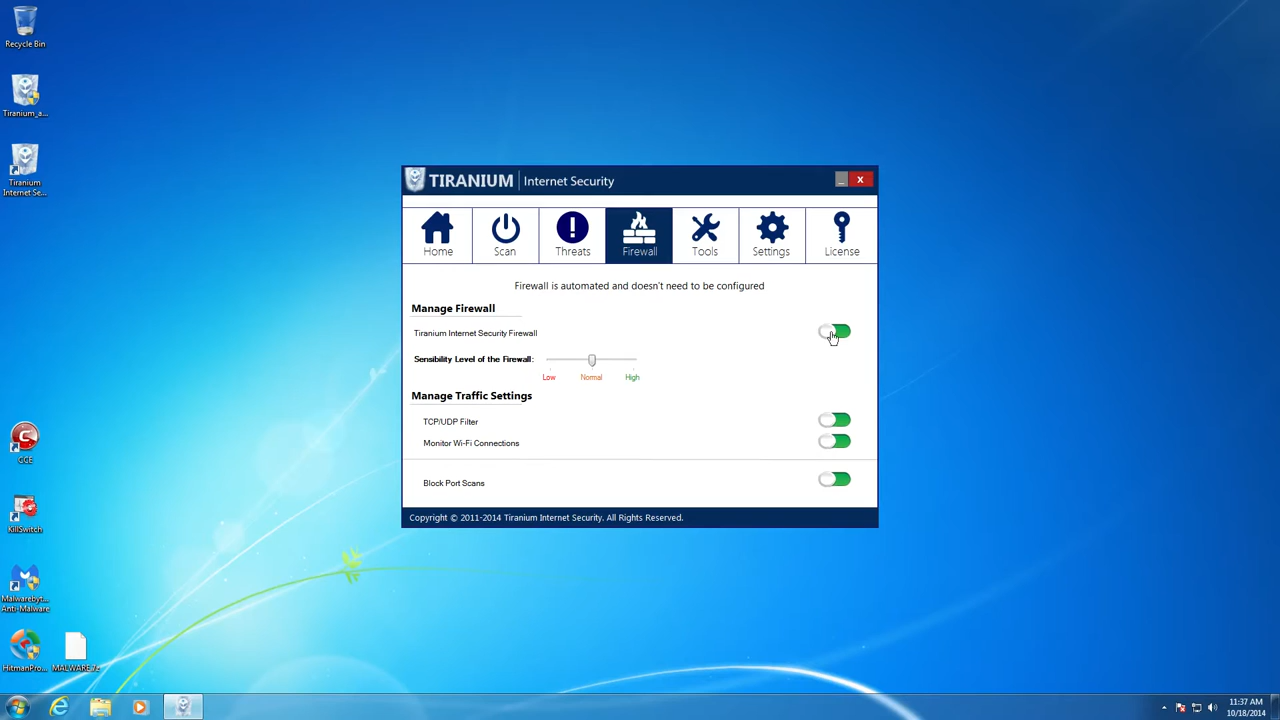 Recycle Bin
Tiranium_a...
Tiranium
Internet Se...
CCE
KillSwitch
Malwareby...
Anti-Malware
HitmanPro...
MALWARE.7z
TIRANIUM Internet Security
_ X
Home Scan Threats Firewall Tools Settings License
Firewall is automated and doesn't need to be configured
Manage Firewall
Tiranium Internet Security Firewall
Sensibility Level of the Firewall:
Low Normal High
Manage Traffic Settings
TCP/UDP Filter
Monitor Wi-Fi Connections
Block Port Scans
Copyright © 2011-2014 Tiranium Internet Security. All Rights Reserved.
11:37 AM
10/18/2014